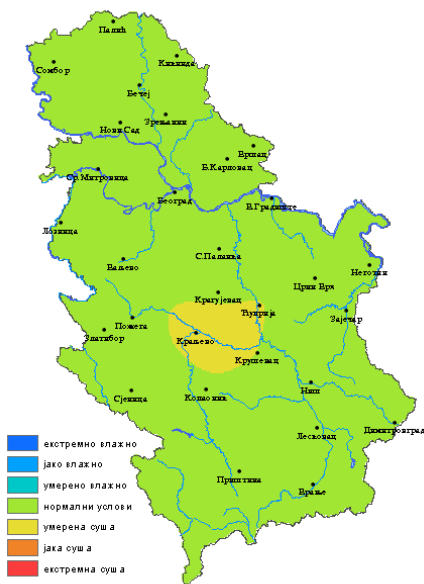 Палић
Сомбор
Кикинда
Бечеј
Зрењанин
Нови Сад
Вршац
Б.Карловац
Ср.Митровица
Београд
В.Градиште
Лозница
С.Паланка
Ваљево
Неготин
Црни Врх
Крагујевац
Ћуприја
Зајечар
Пожега
Златибор
Краљево
Крушевац
Сјеница
Копаоник
Ниш
Димитровград
Лесковац
Приштина
Врање
екстремно влажно
јако влажно
умерено влажно
нормални услови
умерена суша
јака суша
екстремна суша